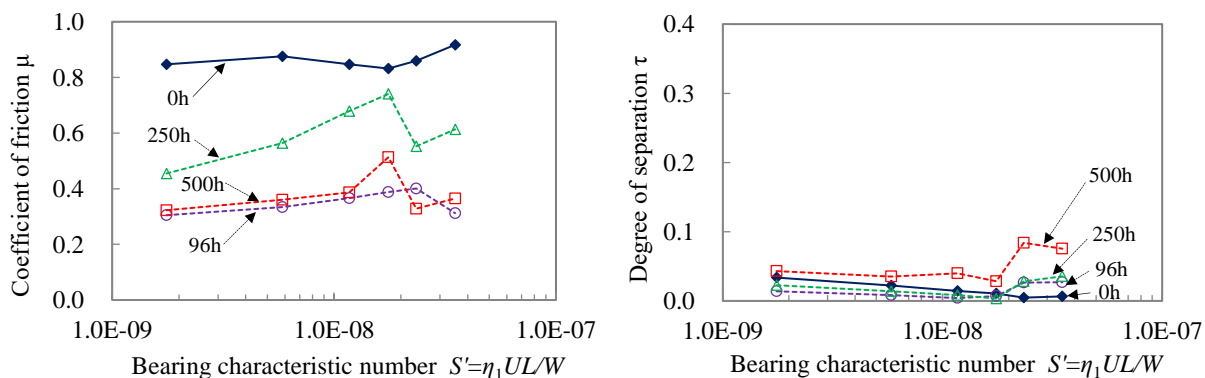 Coefficient of friction μ
1.0
0.8
0.6
0.4
0.2
0.0
0h
250h
500h
96h
1.0E-09
1.0E-08
1.0E-07
Bearing characteristic number S'=η₁UL/W
Degree of separation τ
0.4
0.3
0.2
0.1
0.0
500h
250h
96h
0h
1.0E-09
1.0E-08
1.0E-07
Bearing characteristic number S'=η₁UL/W